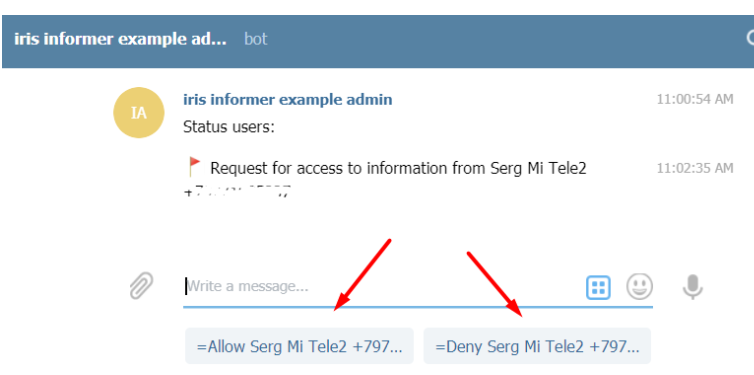 iris informer example ad... bot
IA
iris informer example admin 11:00:54 AM
Status users:
Request for access to information from Serg Mi Tele2 11:02:35 AM
Write a message...
=Allow Serg Mi Tele2 +797...
=Deny Serg Mi Tele2 +797...